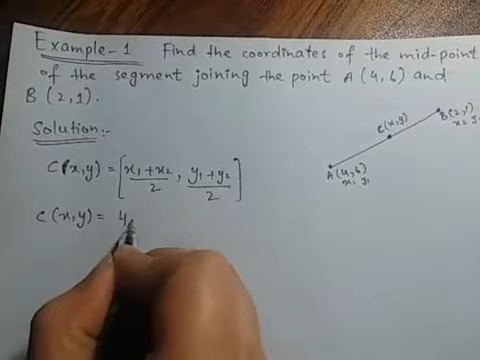 Example-1 Find the coordinates of the mid-point
of the segment joining the point A (4,6) and
B (2,1).
Solution:-
C(x,y) = [x₁+x₂/2, y₁+y₂/2]
C(x,y) = 4
C(x,y)
B(2,1)
x₂ y₂
A(4,6)
x₁ y₁